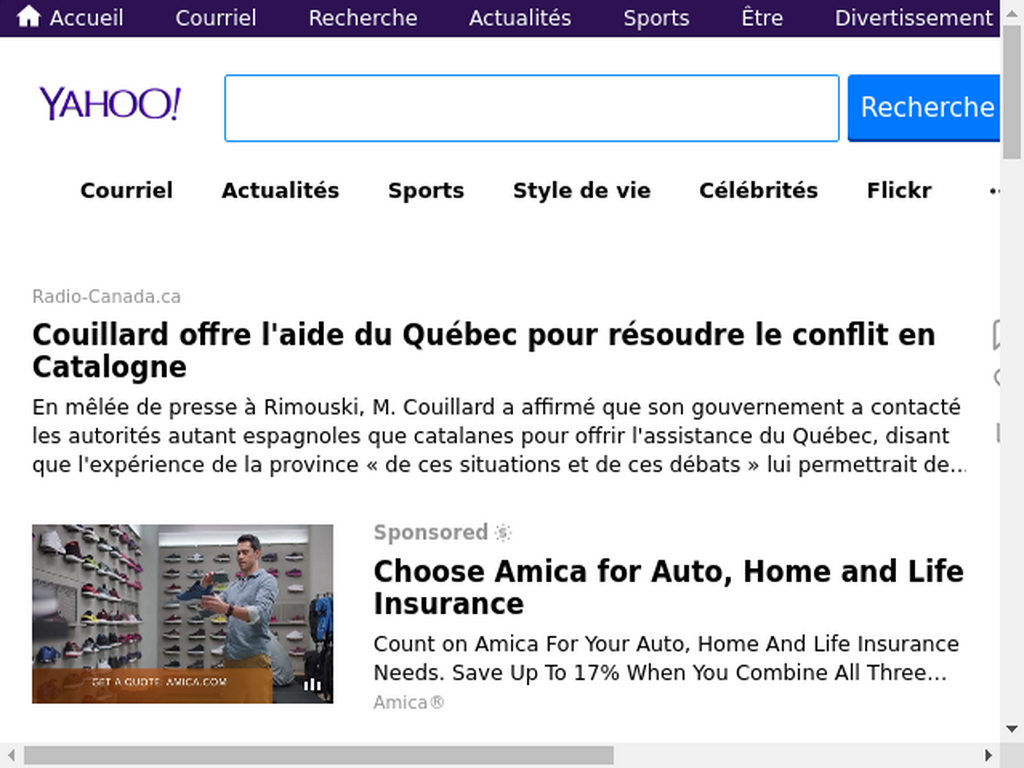 Accueil Courriel Recherche Actualités Sports Être Divertissement
YAHOO!
Recherche
Courriel Actualités Sports Style de vie Célébrités Flickr
Radio-Canada.ca
Couillard offre l'aide du Québec pour résoudre le conflit en
Catalogne
En mêlée de presse à Rimouski, M. Couillard a affirmé que son gouvernement a contacté
les autorités autant espagnoles que catalanes pour offrir l'assistance du Québec, disant
que l'expérience de la province « de ces situations et de ces débats » lui permettrait de...
Sponsored
Choose Amica for Auto, Home and Life
Insurance
Count on Amica For Your Auto, Home And Life Insurance
Needs. Save Up To 17% When You Combine All Three...
Amica®
GET A QUOTE. AMICA.COM